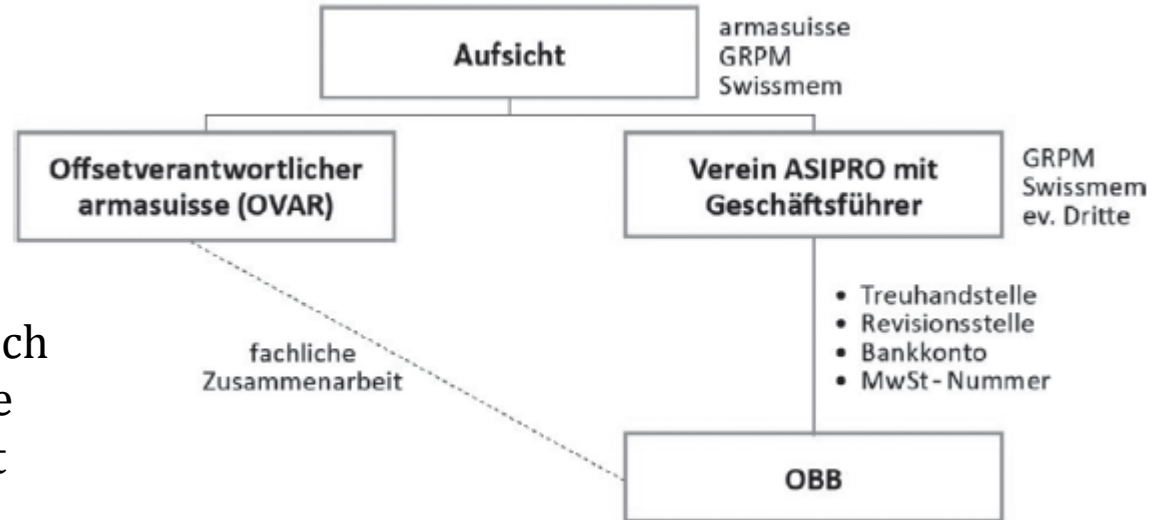 Aufsicht
armasuisse
GRPM
Swissmem
Offsetverantwortlicher
armasuisse (OVAR)
Verein ASIPRO mit
Geschäftsführer
GRPM
Swissmem
ev. Dritte
• Treuhandstelle
• Revisionsstelle
• Bankkonto
• MwSt-Nummer
fachliche
Zusammenarbeit
OBB
ch
e
t